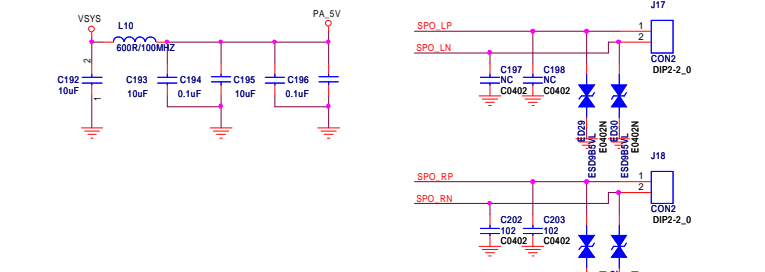 VSYS
L10
600R/100MHZ
PA_5V
2
1
C192
10uF
C193
10uF
C194
0.1uF
C195
10uF
C196
0.1uF
J17
SPO_LP
1
SPO_LN
2
CON2
DIP2-2_0
C197
NC
C0402
C198
NC
C0402
ED29
ESD9B5VL
E0402N
ED30
ESD9B5VL
E0402N
J18
SPO_RP
1
SPO_RN
2
CON2
DIP2-2_0
C202
102
C0402
C203
102
C0402